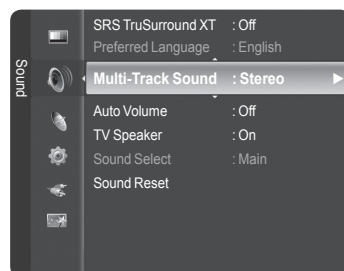 Sound
SRS TruSurround XT : Off
Preferred Language : English
Multi-Track Sound : Stereo
Auto Volume : Off
TV Speaker : On
Sound Select : Main
Sound Reset